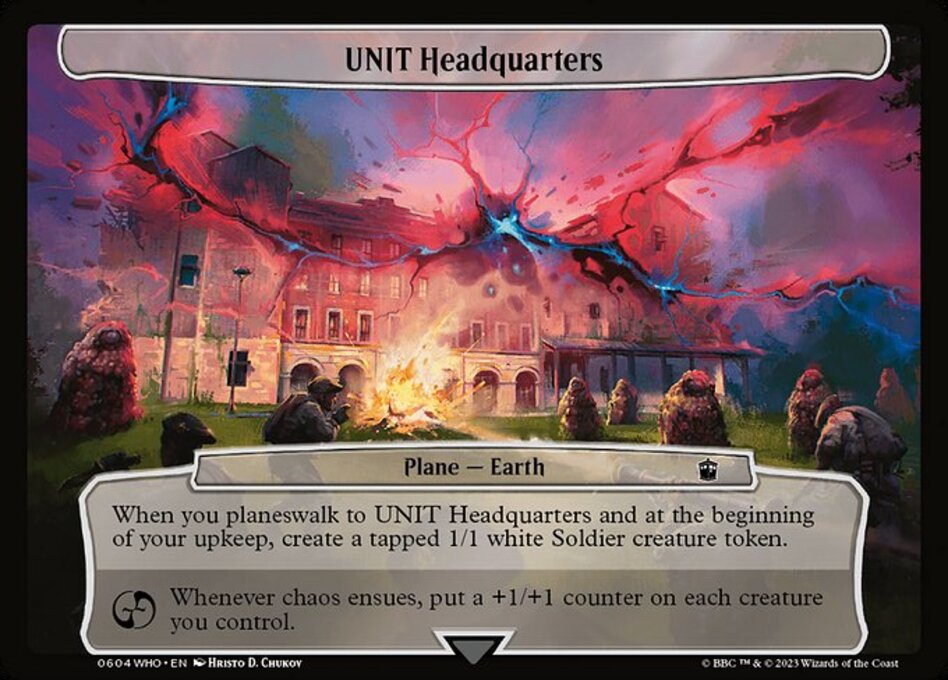 UNIT Headquarters
Plane — Earth
When you planeswalk to UNIT Headquarters and at the beginning
of your upkeep, create a tapped 1/1 white Soldier creature token.
Whenever chaos ensues, put a +1/+1 counter on each creature
you control.
0604 WHO • EN Hristo D. Chukov
© BBC ™ & © 2023 Wizards of the Coast